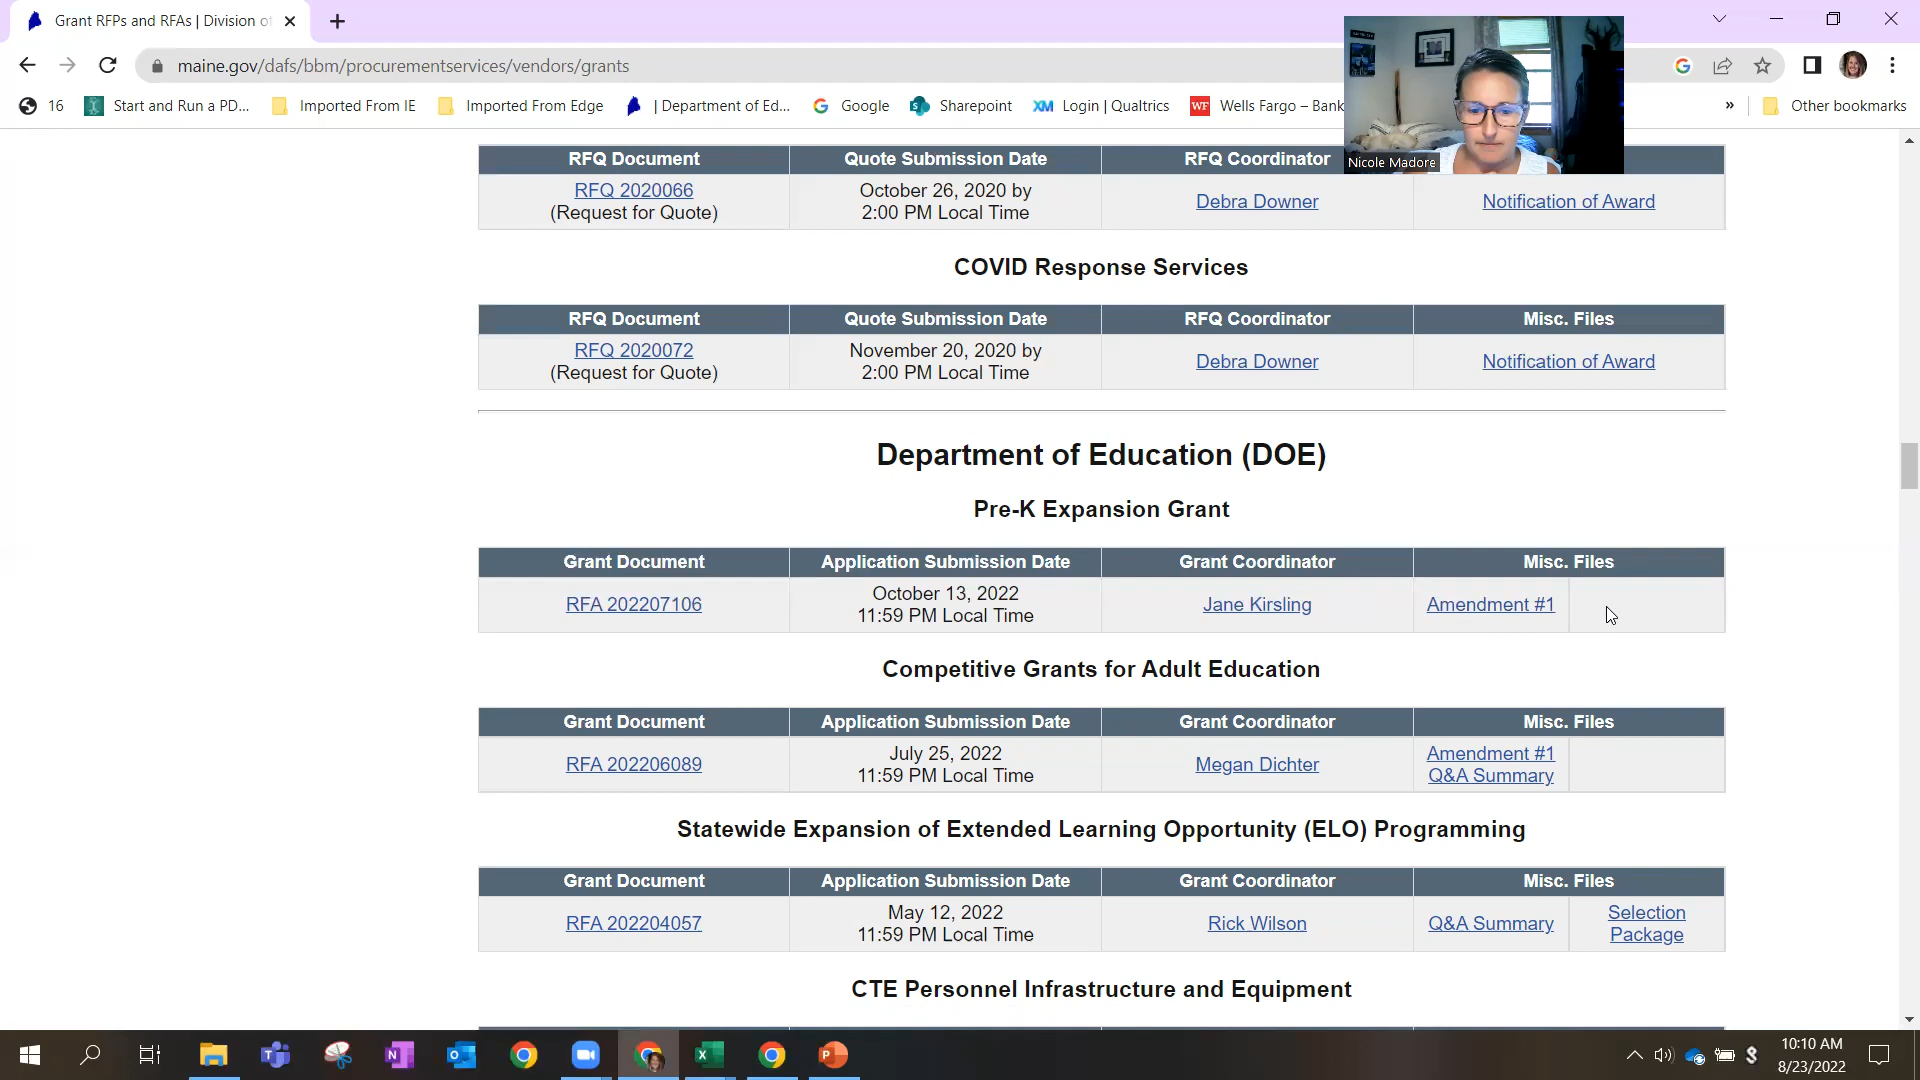 Grant RFPs and RFAs | Division of
maine.gov/dafs/bbm/procurementservices/vendors/grants
16
Start and Run a PD...
Imported From IE
Imported From Edge
| Department of Ed...
Google
Sharepoint
XM Login | Qualtrics
WF Wells Fargo – Bank
»
Other bookmarks
Nicole Madore
RFQ Document
Quote Submission Date
RFQ Coordinator
RFQ 2020066
(Request for Quote)
October 26, 2020 by
2:00 PM Local Time
Debra Downer
Notification of Award
COVID Response Services
RFQ Document
Quote Submission Date
RFQ Coordinator
Misc. Files
RFQ 2020072
(Request for Quote)
November 20, 2020 by
2:00 PM Local Time
Debra Downer
Notification of Award
Department of Education (DOE)
Pre-K Expansion Grant
Grant Document
Application Submission Date
Grant Coordinator
Misc. Files
RFA 202207106
October 13, 2022
11:59 PM Local Time
Jane Kirsling
Amendment #1
Competitive Grants for Adult Education
Grant Document
Application Submission Date
Grant Coordinator
Misc. Files
RFA 202206089
July 25, 2022
11:59 PM Local Time
Megan Dichter
Amendment #1
Q&A Summary
Statewide Expansion of Extended Learning Opportunity (ELO) Programming
Grant Document
Application Submission Date
Grant Coordinator
Misc. Files
RFA 202204057
May 12, 2022
11:59 PM Local Time
Rick Wilson
Q&A Summary
Selection
Package
CTE Personnel Infrastructure and Equipment
10:10 AM
8/23/2022